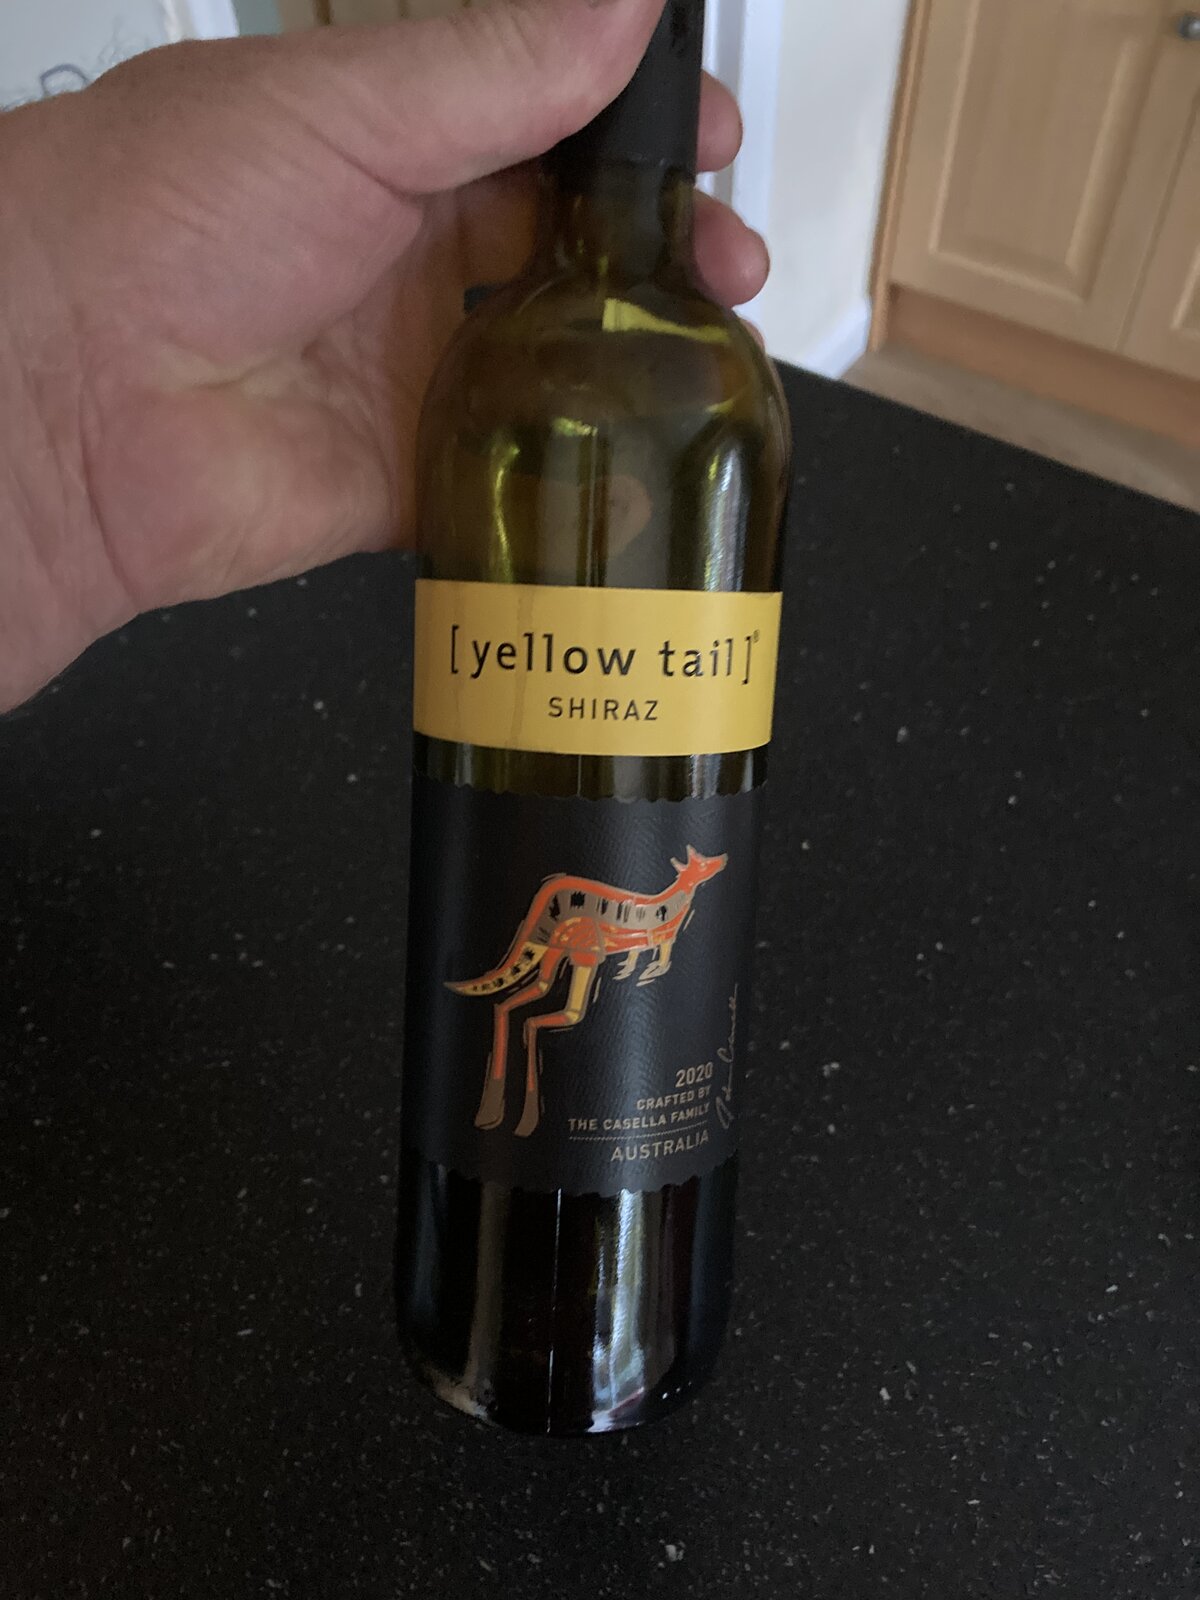 [ yellow tail ]®
SHIRAZ
2020
CRAFTED BY
THE CASELLA FAMILY
AUSTRALIA